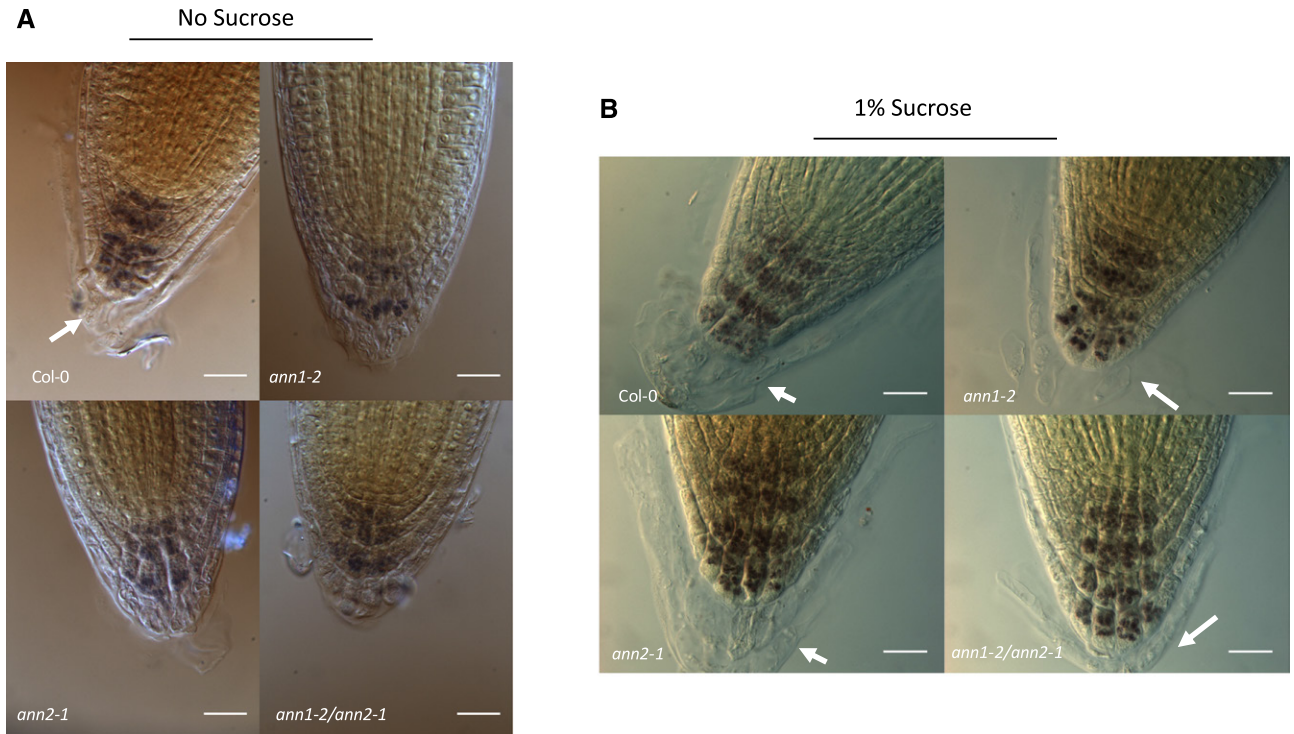 A
No Sucrose
Col-0
ann1-2
ann2-1
ann1-2/ann2-1
B
1% Sucrose
Col-0
ann1-2
ann2-1
ann1-2/ann2-1